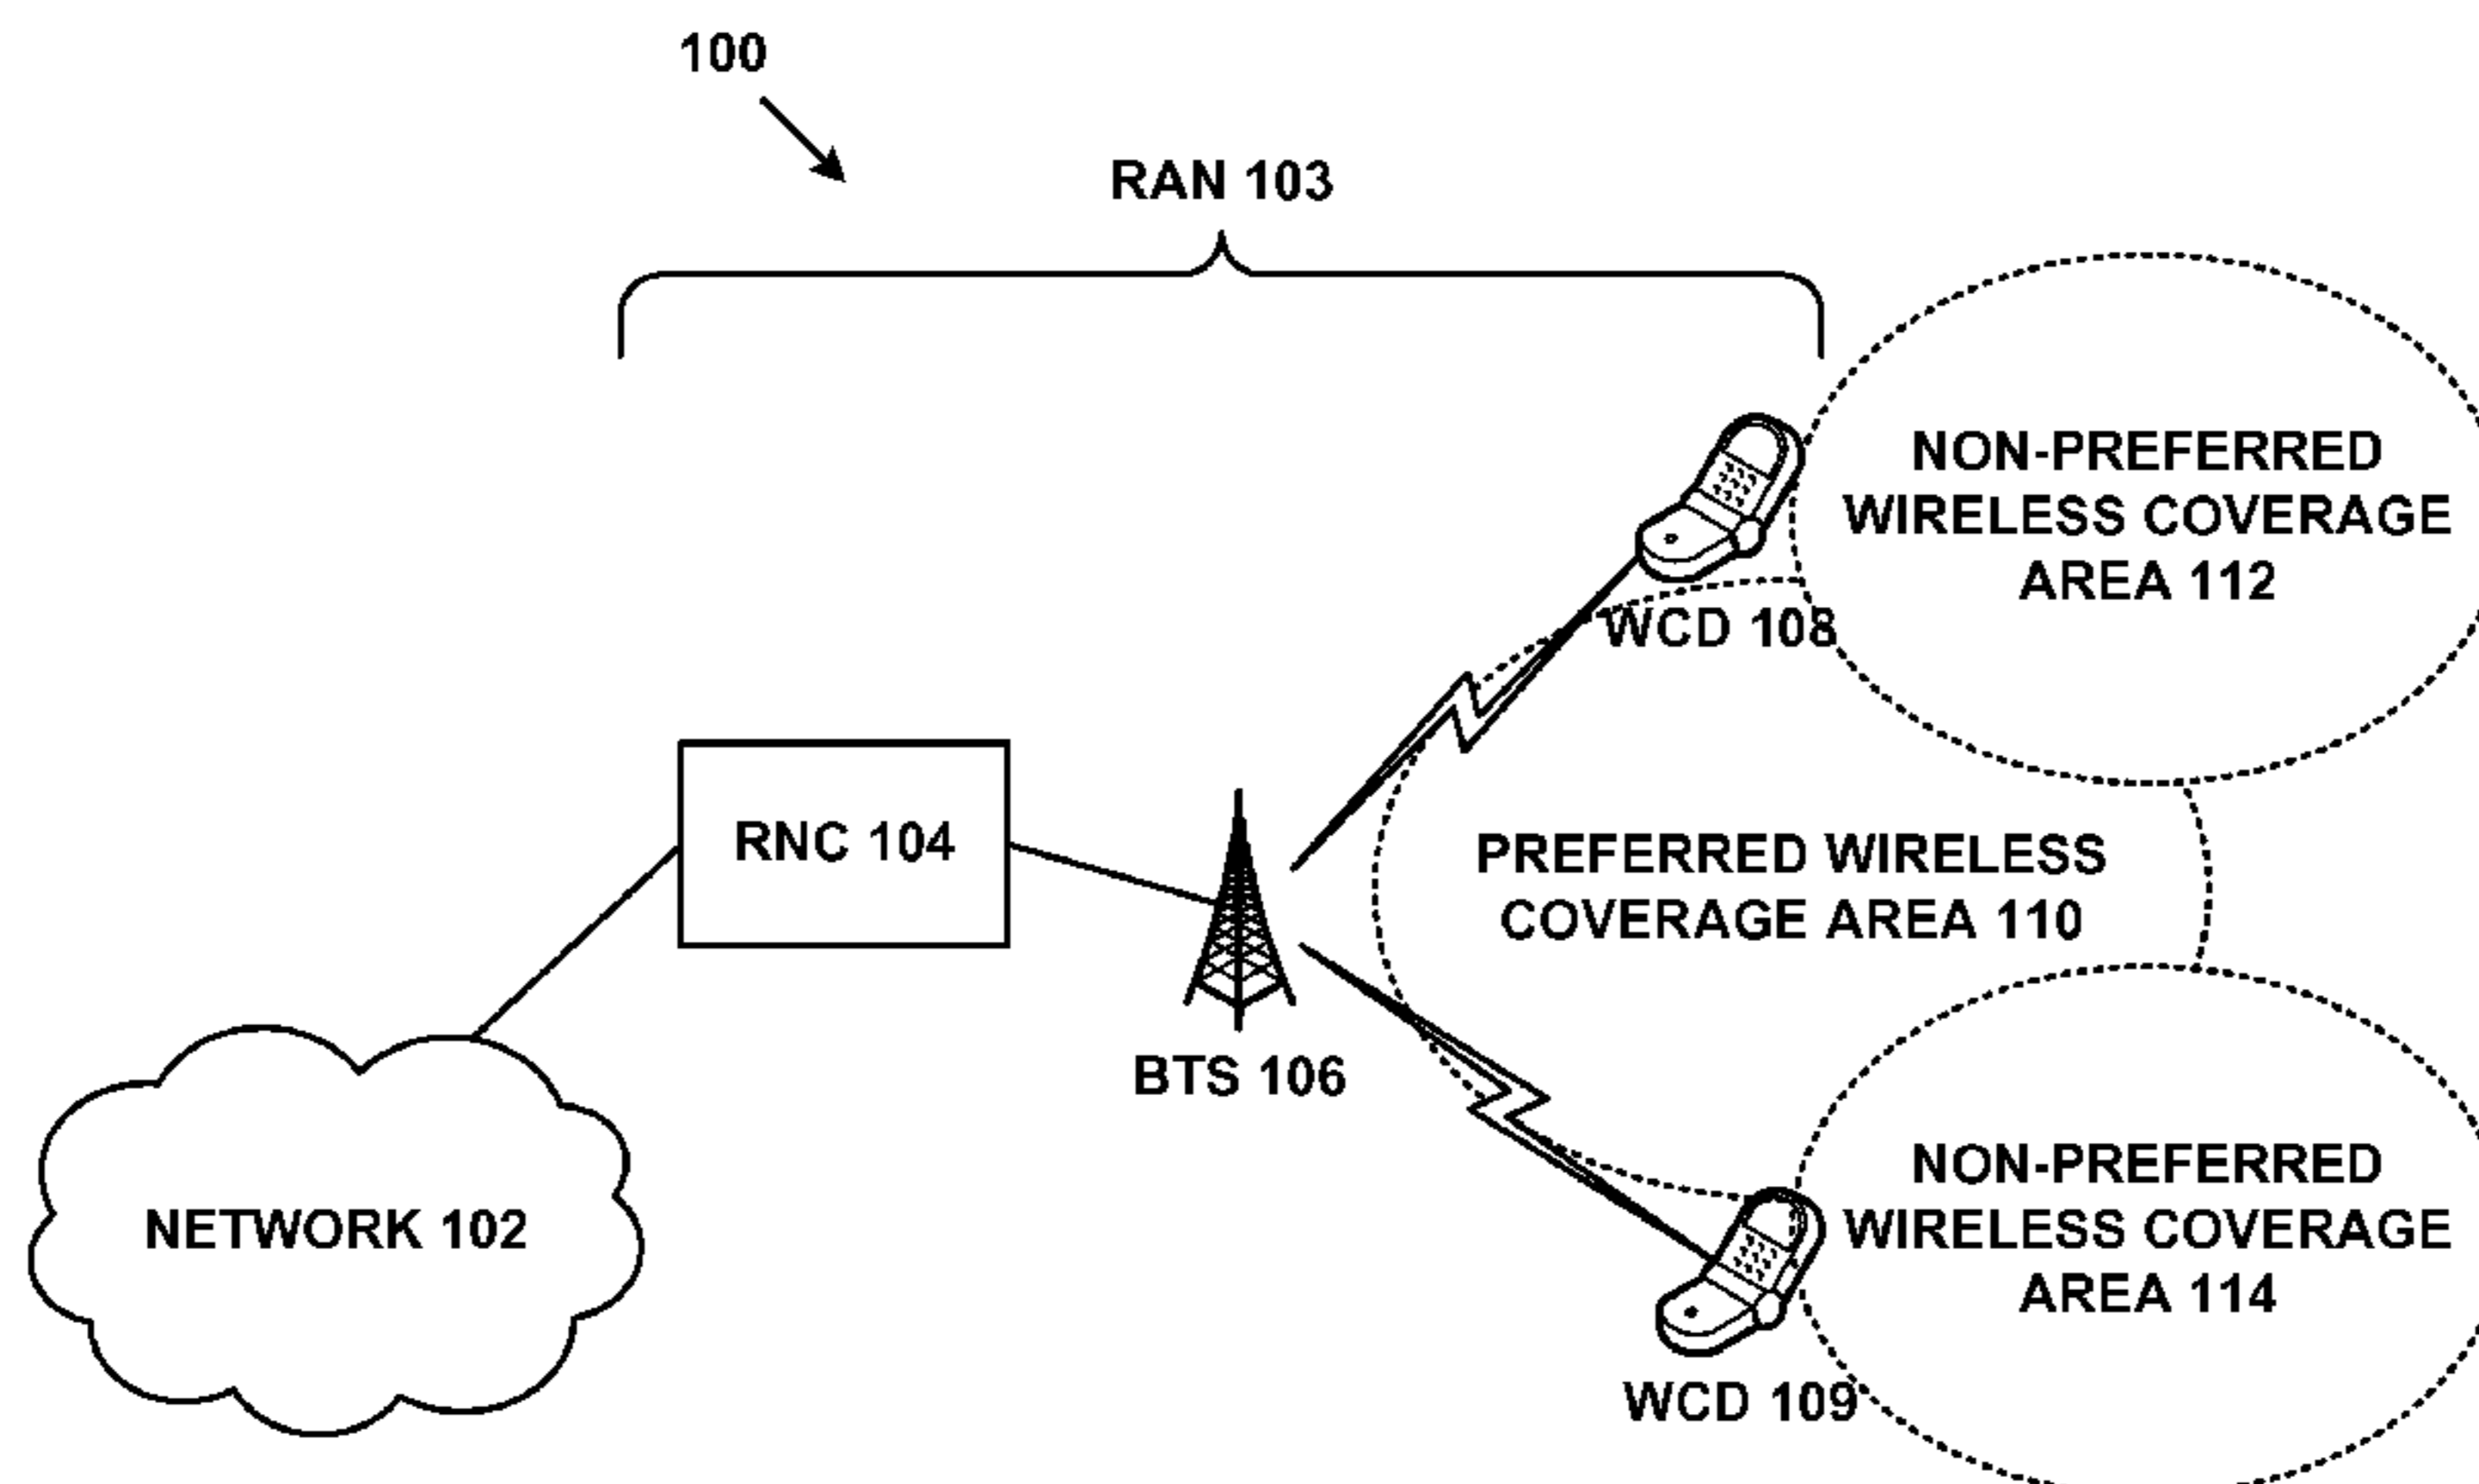 100
RAN 103
NON-PREFERRED
WIRELESS COVERAGE
AREA 112
WCD 108
RNC 104
PREFERRED WIRELESS
COVERAGE AREA 110
BTS 106
NON-PREFERRED
WIRELESS COVERAGE
AREA 114
NETWORK 102
WCD 109